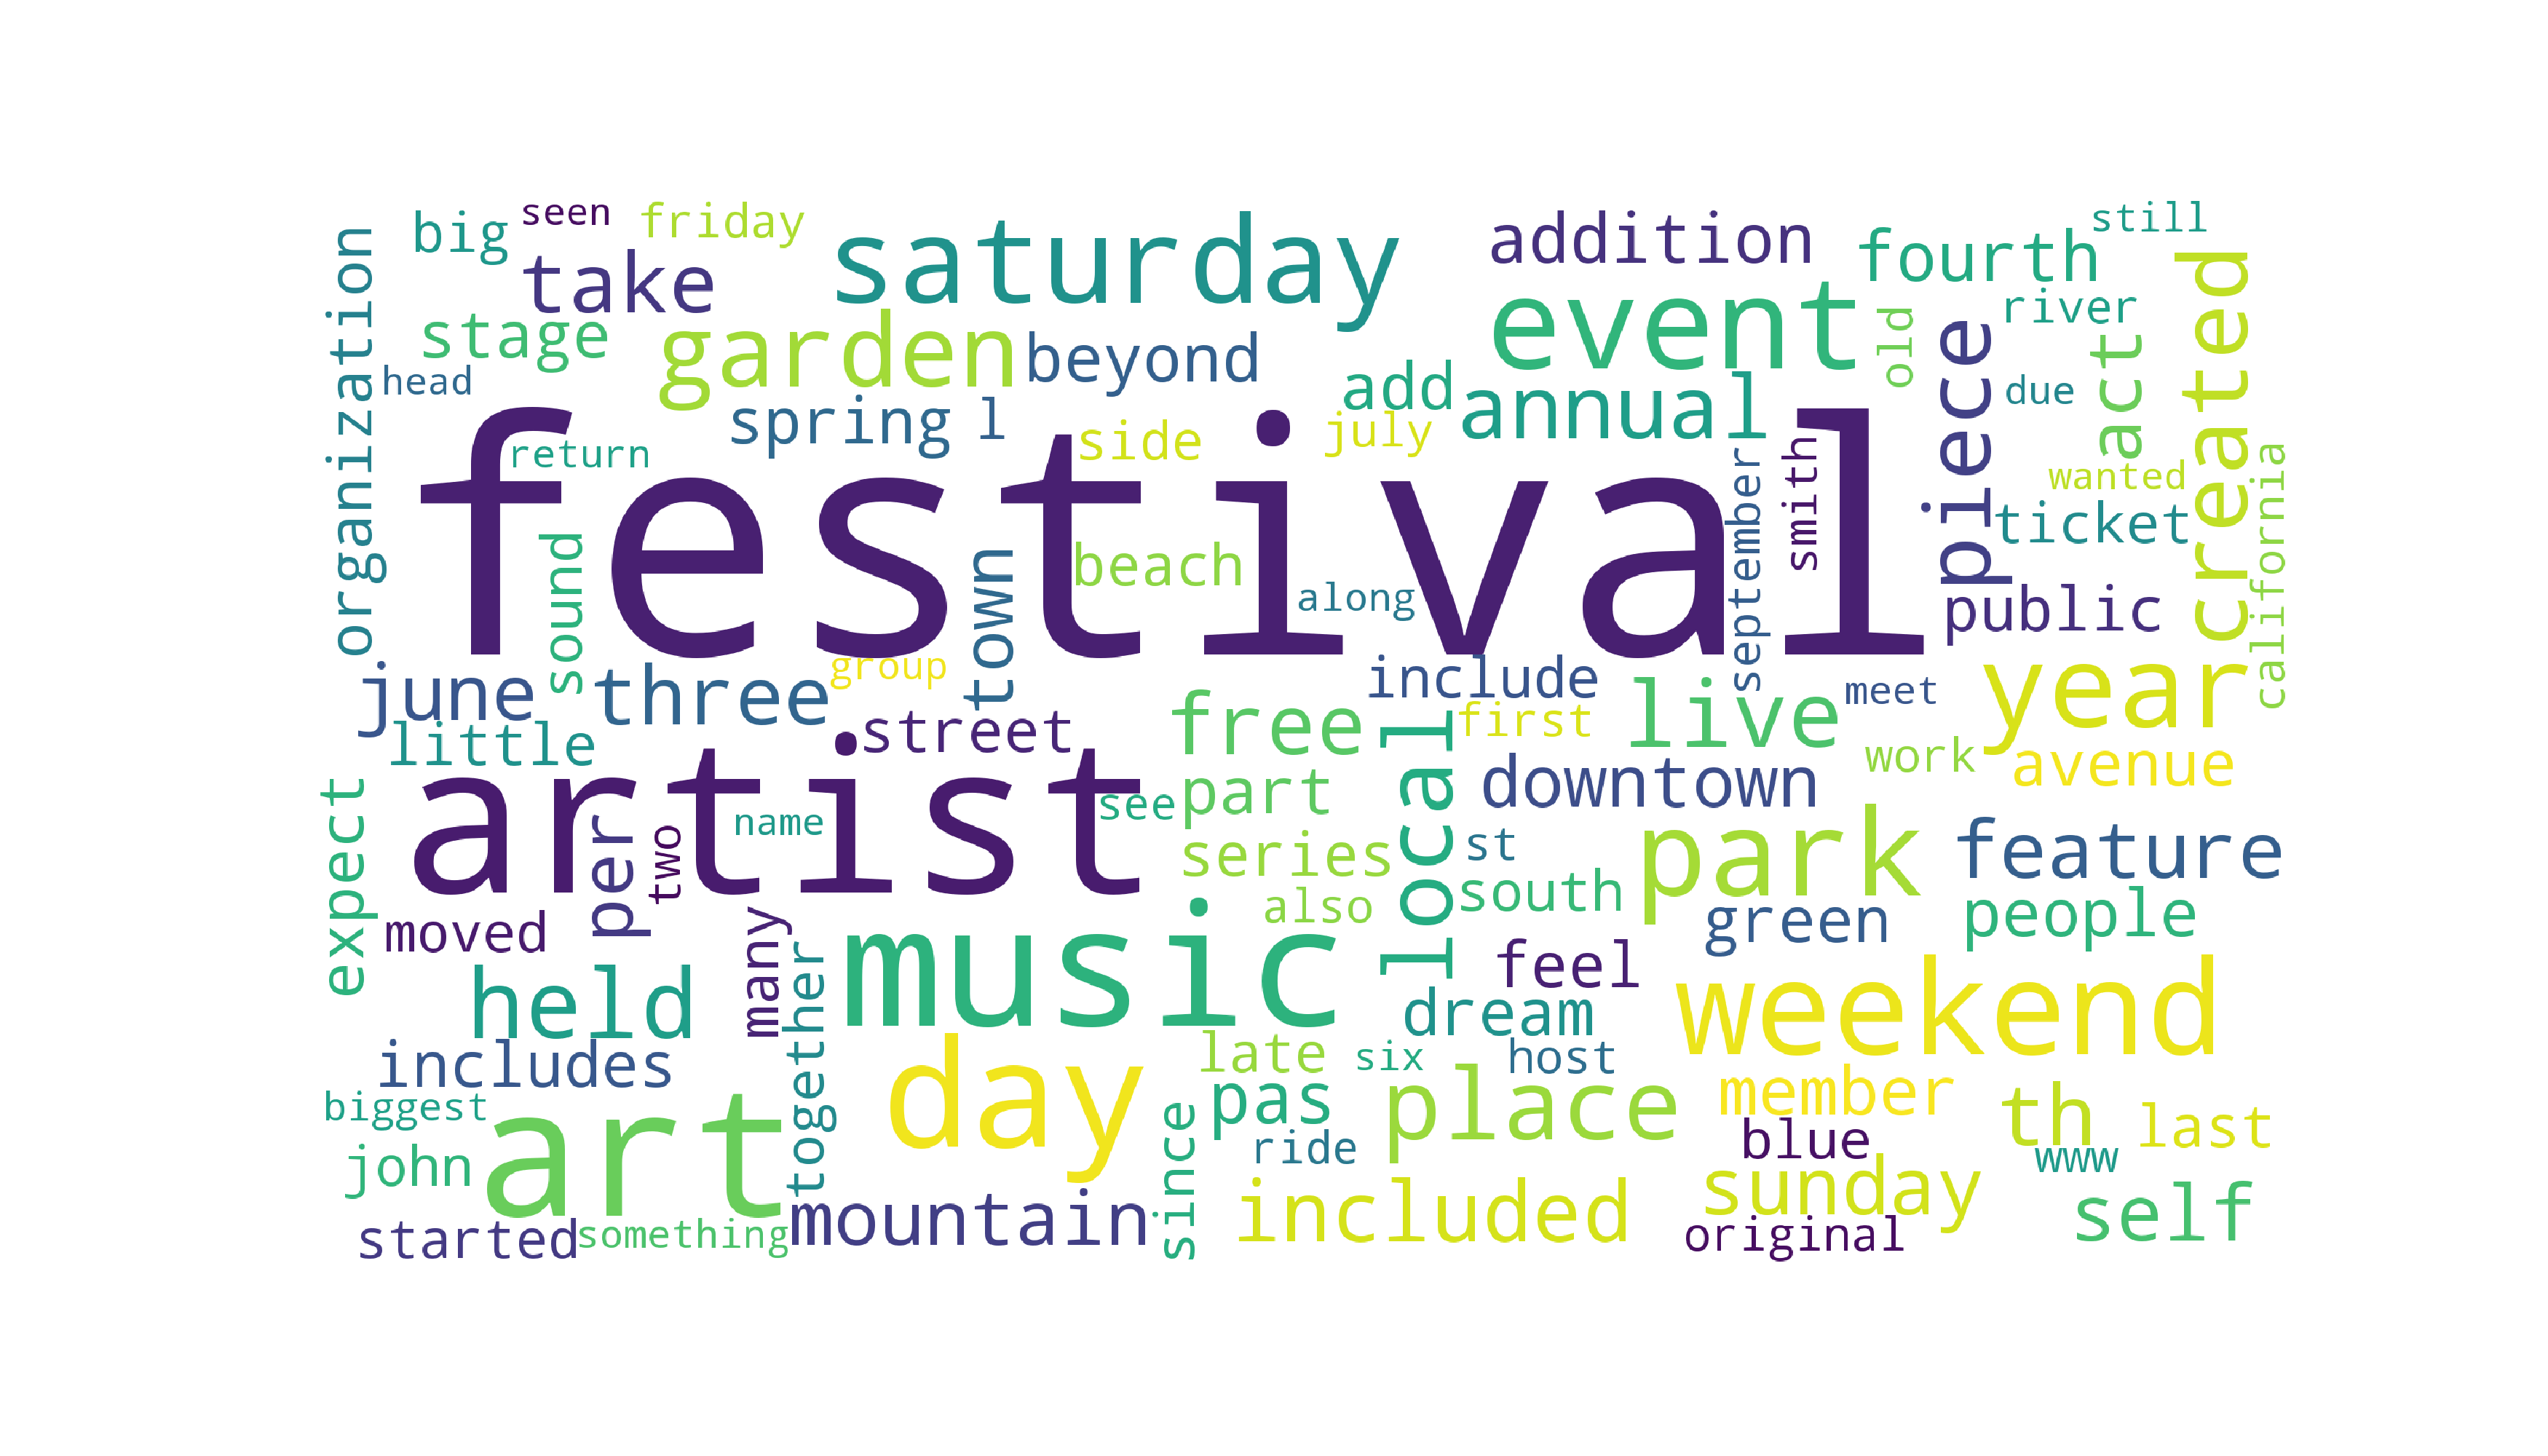 seen
friday
still
big
saturday
addition
fourth
take
organization
created
stage
garden
event
river
beyond
old
piece
act
head
add
annual
due
spring
l
side
july
return
festival
smith
september
wanted
california
ticket
sound
town
beach
along
public
june
three
group
include
live
meet
year
little
street
free
local
first
downtown
work
avenue
expect
artist
per
two
name
see
part
series
st
park
feature
moved
many
together
also
south
green
people
held
music
feel
weekend
includes
day
dream
late
six
host
biggest
art
pas
place
member
th
last
john
since
ride
blue
www
started
something
mountain
included
sunday
original
self